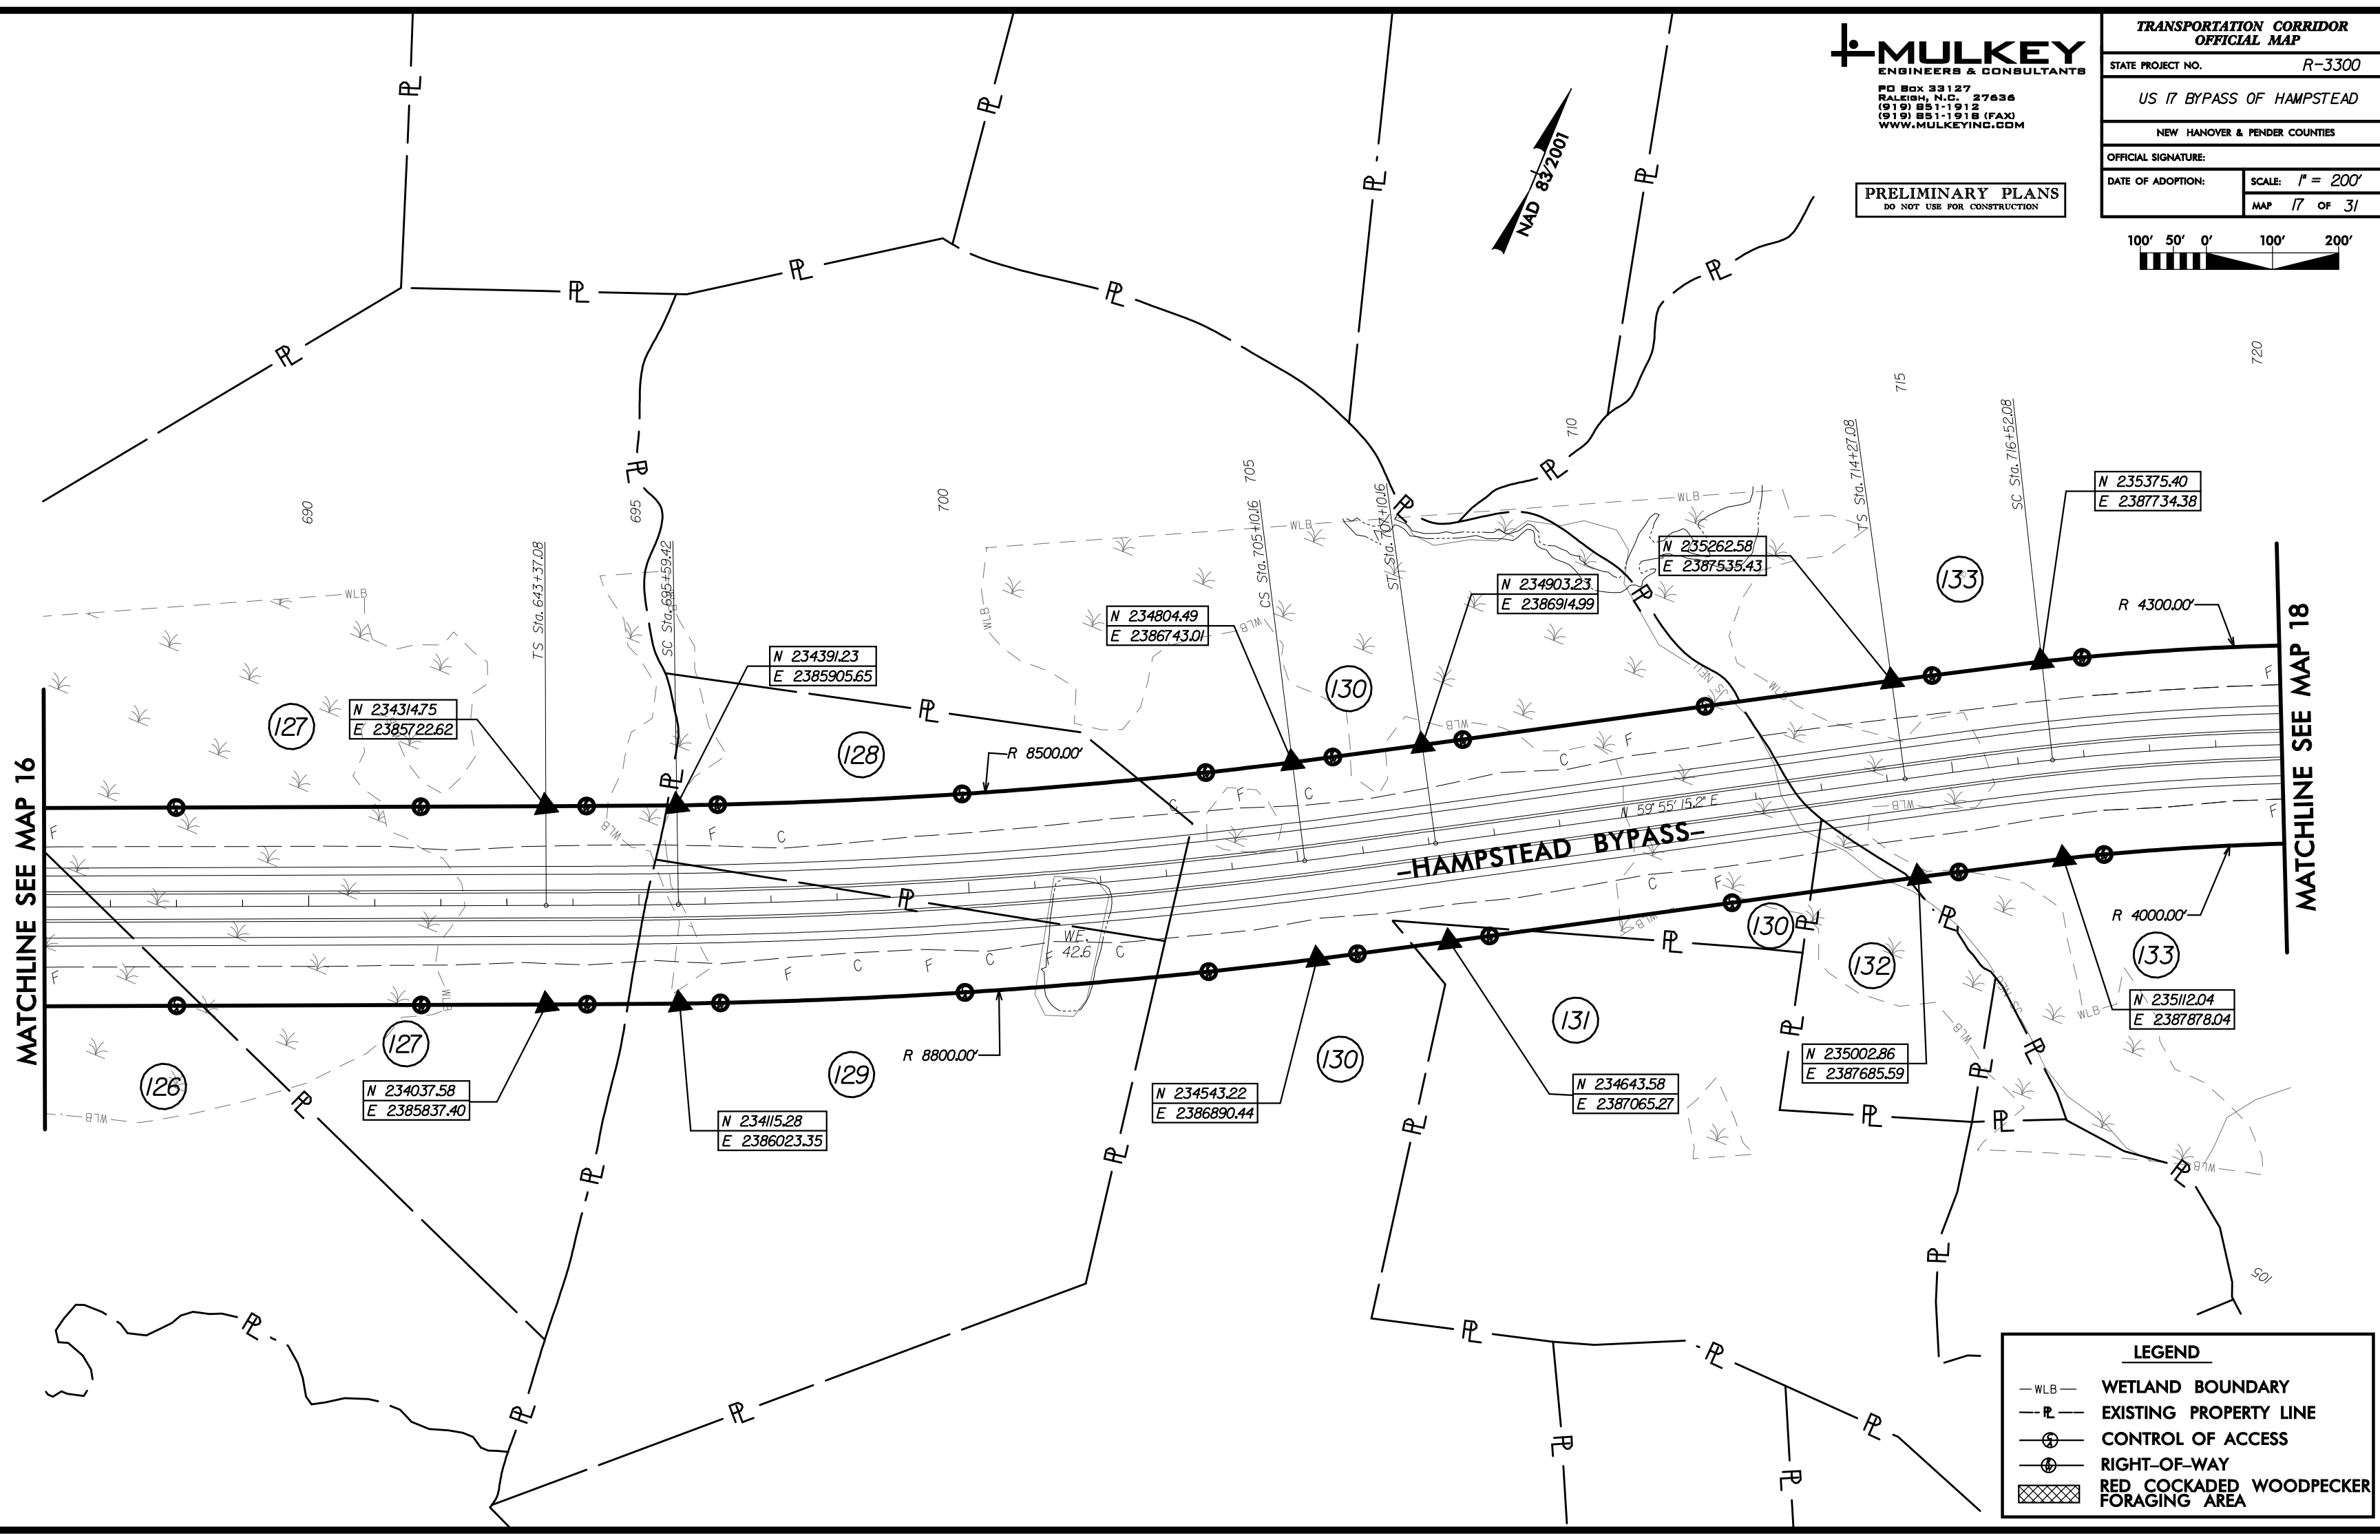 MULKEY
ENGINEERS & CONSULTANTS
PO Box 33127
RALEIGH, N.C. 27636
(919) 851-1912
(919) 851-1918 (FAX)
WWW.MULKEYINC.COM
PRELIMINARY PLANS
DO NOT USE FOR CONSTRUCTION
TRANSPORTATION CORRIDOR
OFFICIAL MAP
STATE PROJECT NO. R-3300
US 17 BYPASS OF HAMPSTEAD
NEW HANOVER & PENDER COUNTIES
OFFICIAL SIGNATURE:
DATE OF ADOPTION:
SCALE: 1" = 200'
MAP 17 OF 31
100' 50' 0' 100' 200'
NAD 83/2001
690
695
700
705
710
715
720
TS Sta. 643+37.08
SC Sta. 695+59.42
CS Sta. 705+10.16
ST Sta. 707+10.16
TS Sta. 714+27.08
SC Sta. 716+52.08
N 234314.75
E 2385722.62
N 234391.23
E 2385905.65
N 234804.49
E 2386743.01
N 234903.23
E 2386914.99
N 235262.58
E 2387535.43
N 235375.40
E 2387734.38
127
128
130
133
R 8500.00'
R 4300.00'
MATCHLINE SEE MAP 16
MATCHLINE SEE MAP 18
N 59° 55' 15.2" E
-HAMPSTEAD BYPASS-
WE.
42.6
R 8800.00'
R 4000.00'
126
127
129
130
131
130
132
133
N 234037.58
E 2385837.40
N 234115.28
E 2386023.35
N 234543.22
E 2386890.44
N 234643.58
E 2387065.27
N 235002.86
E 2387685.59
N 235112.04
E 2387878.04
105
LEGEND
WLB WETLAND BOUNDARY
PL EXISTING PROPERTY LINE
CONTROL OF ACCESS
RIGHT-OF-WAY
RED COCKADED WOODPECKER
FORAGING AREA